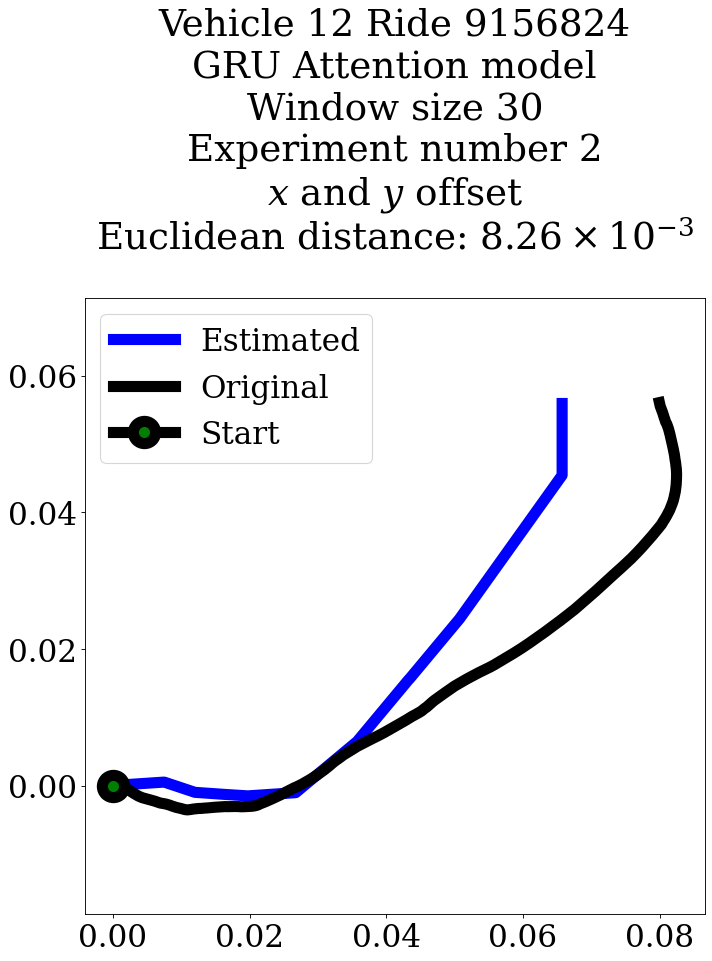 Vehicle 12 Ride 9156824
GRU Attention model
Window size 30
Experiment number 2
x and y offset
Euclidean distance: 8.26 × 10⁻³
Estimated
Original
Start
0.06
0.04
0.02
0.00
0.00 0.02 0.04 0.06 0.08